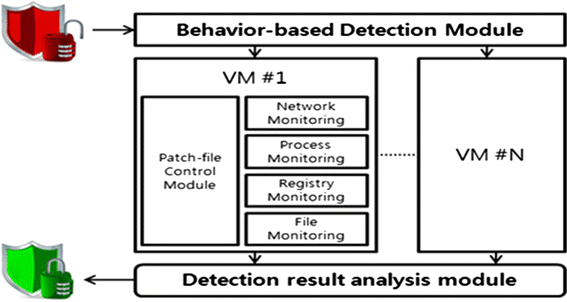 Behavior-based Detection Module
VM #1
Patch-file
Control
Module
Network
Monitoring
Process
Monitoring
Registry
Monitoring
File
Monitoring
VM #N
Detection result analysis module